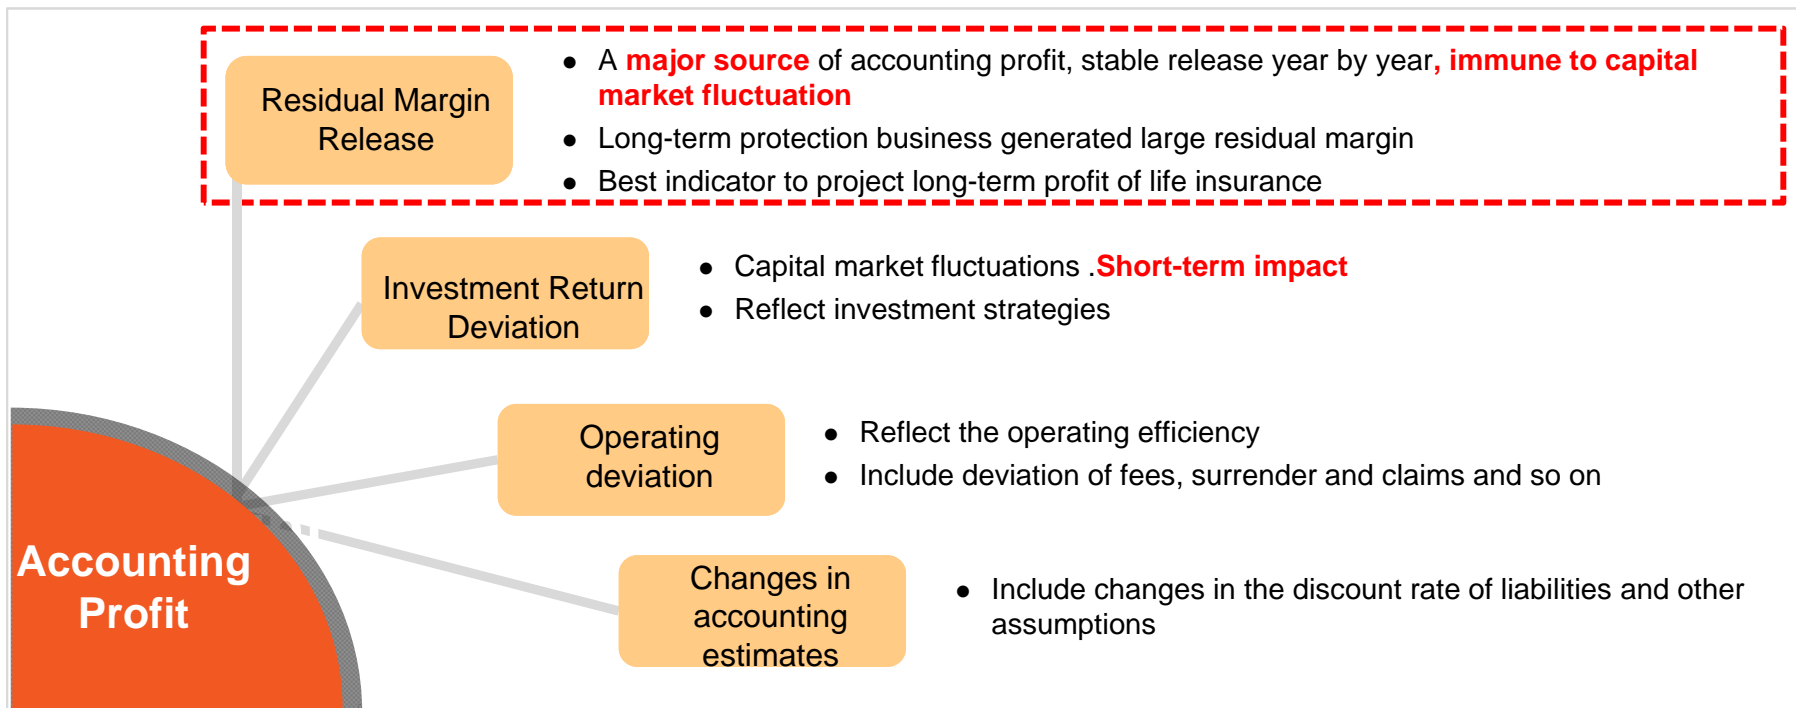 Residual Margin
Release
● A major source of accounting profit, stable release year by year, immune to capital
market fluctuation
● Long-term protection business generated large residual margin
● Best indicator to project long-term profit of life insurance
Investment Return
Deviation
● Capital market fluctuations .Short-term impact
● Reflect investment strategies
Operating
deviation
● Reflect the operating efficiency
● Include deviation of fees, surrender and claims and so on
Accounting
Profit
Changes in
accounting
estimates
● Include changes in the discount rate of liabilities and other
assumptions